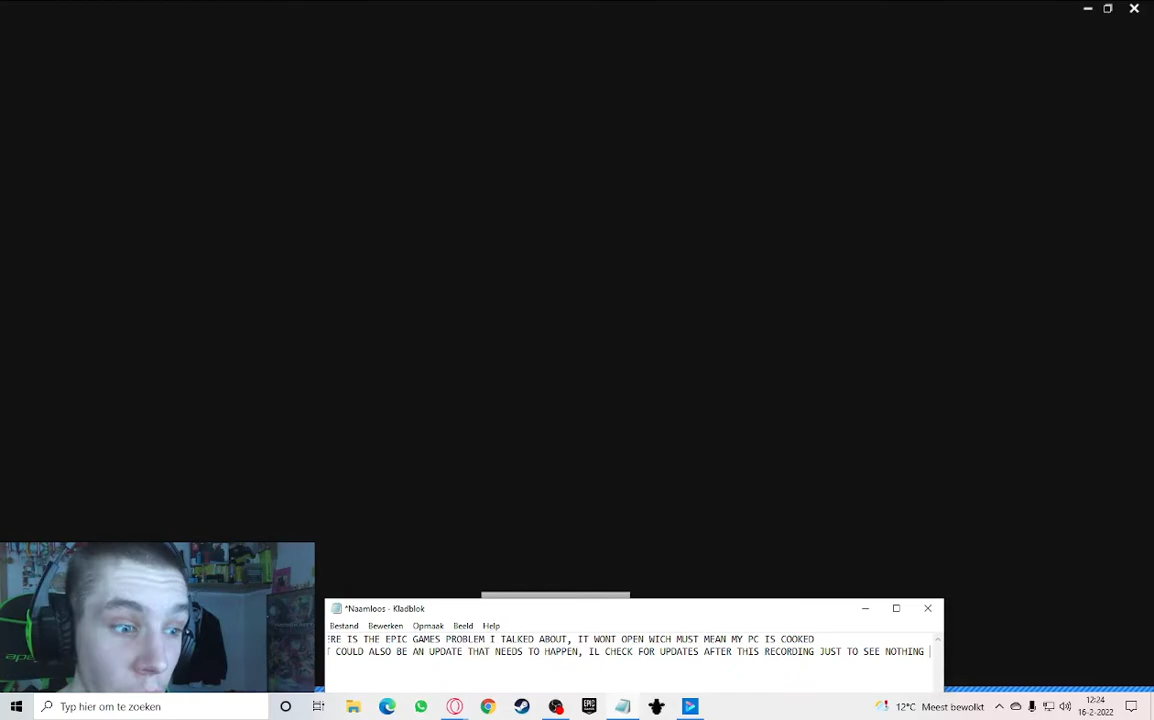 *Naamloos - Kladblok
Bestand Bewerken Opmaak Beeld Help
ERE IS THE EPIC GAMES PROBLEM I TALKED ABOUT, IT WONT OPEN WICH MUST MEAN MY PC IS COOKED
T COULD ALSO BE AN UPDATE THAT NEEDS TO HAPPEN, IL CHECK FOR UPDATES AFTER THIS RECORDING JUST TO SEE NOTHING
Typ hier om te zoeken
EPIC GAMES
12°C Meest bewolkt
12:24
16-2-2022